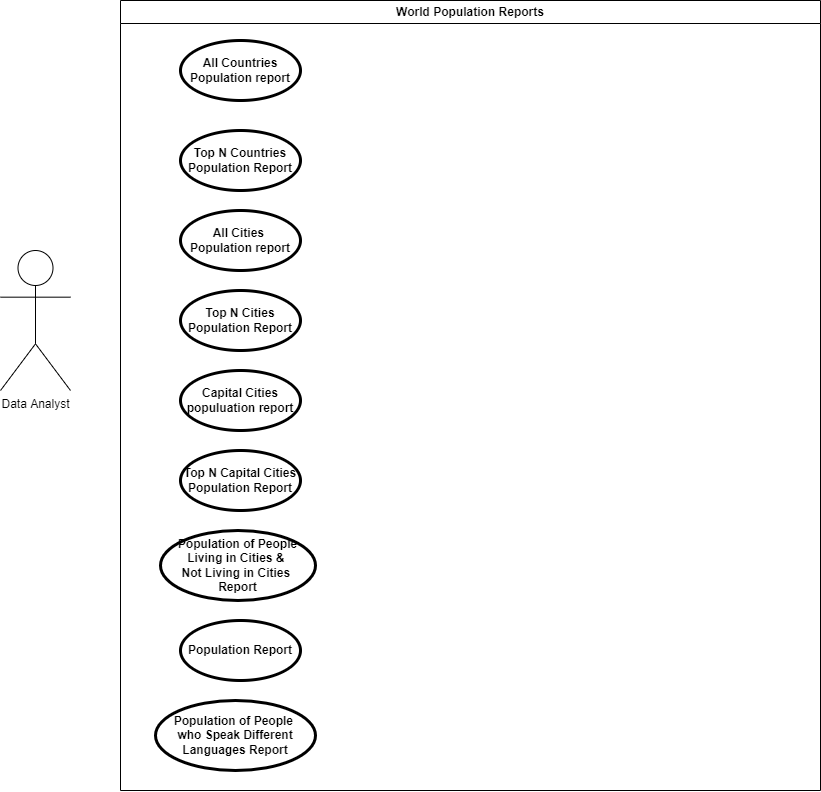 World Population Reports
All Countries
Population report
Top N Countries
Population Report
All Cities
Population report
Top N Cities
Population Report
Capital Cities
populuation report
Top N Capital Cities
Population Report
Population of People
Living in Cities &
Not Living in Cities
Report
Population Report
Population of People
who Speak Different
Languages Report
Data Analyst